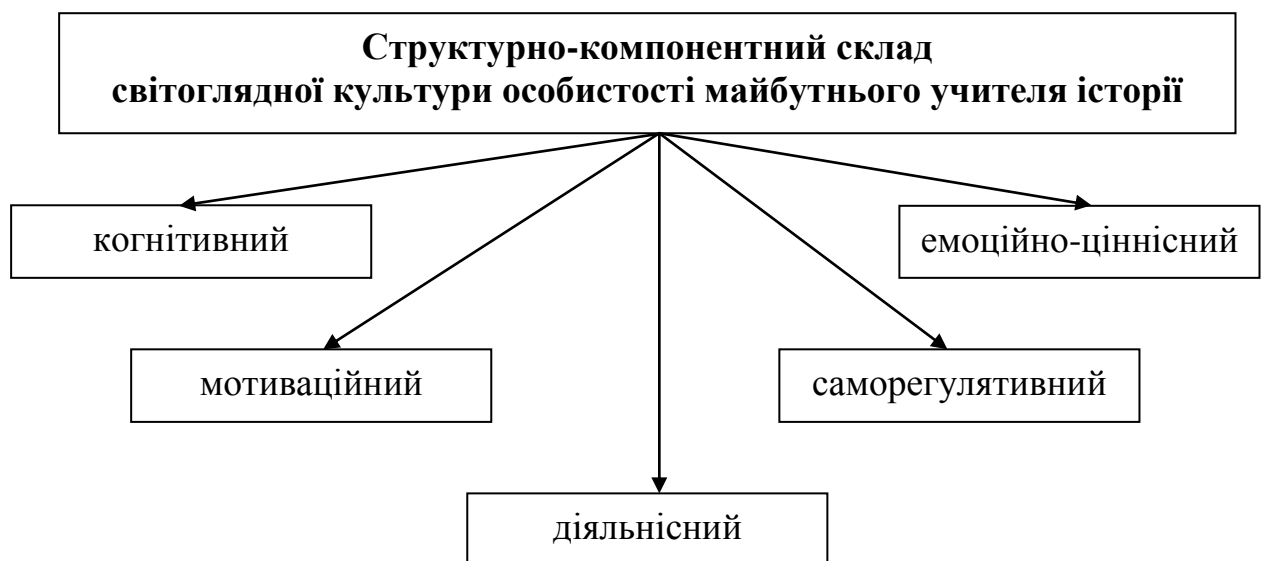 Структурно-компонентний склад
світоглядної культури особистості майбутнього учителя історії
когнітивний
емоційно-ціннісний
мотиваційний
саморегулятивний
діяльнісний